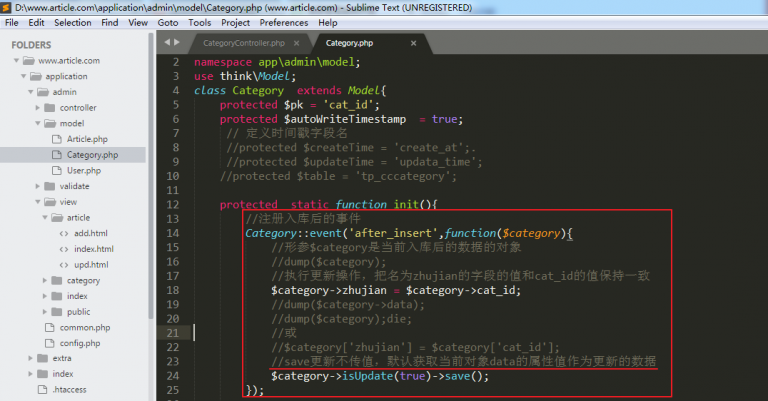 D:\www.article.com\application\admin\model\Category.php (www.article.com) - Sublime Text (UNREGISTERED)
File Edit Selection Find View Goto Tools Project Preferences Help
FOLDERS
www.article.com
application
admin
controller
model
Article.php
Category.php
User.php
validate
view
article
add.html
index.html
upd.html
category
index
public
common.php
config.php
extra
index
.htaccess
CategoryController.php ×
Category.php ×
2 namespace app\admin\model;
3 use think\Model;
4 class Category extends Model{
5 protected $pk = 'cat_id';
6 protected $autoWriteTimestamp = true;
7 // 定义时间戳字段名
8 //protected $createTime = 'create_at';.
9 //protected $updateTime = 'updata_time';
10 //protected $table = 'tp_cccategory';
11
12 protected static function init(){
13 //注册入库后的事件
14 Category::event('after_insert',function($category){
15 //形参$category是当前入库后的数据的对象
16 //dump($category);
17 //执行更新操作，把名为zhujian的字段的值和cat_id的值保持一致
18 $category->zhujian = $category->cat_id;
19 //dump($category->data);
20 //dump($category);die;
21 //或
22 //$category['zhujian'] = $category['cat_id'];
23 //save更新不传值，默认获取当前对象data的属性值作为更新的数据
24 $category->isUpdate(true)->save();
25 });